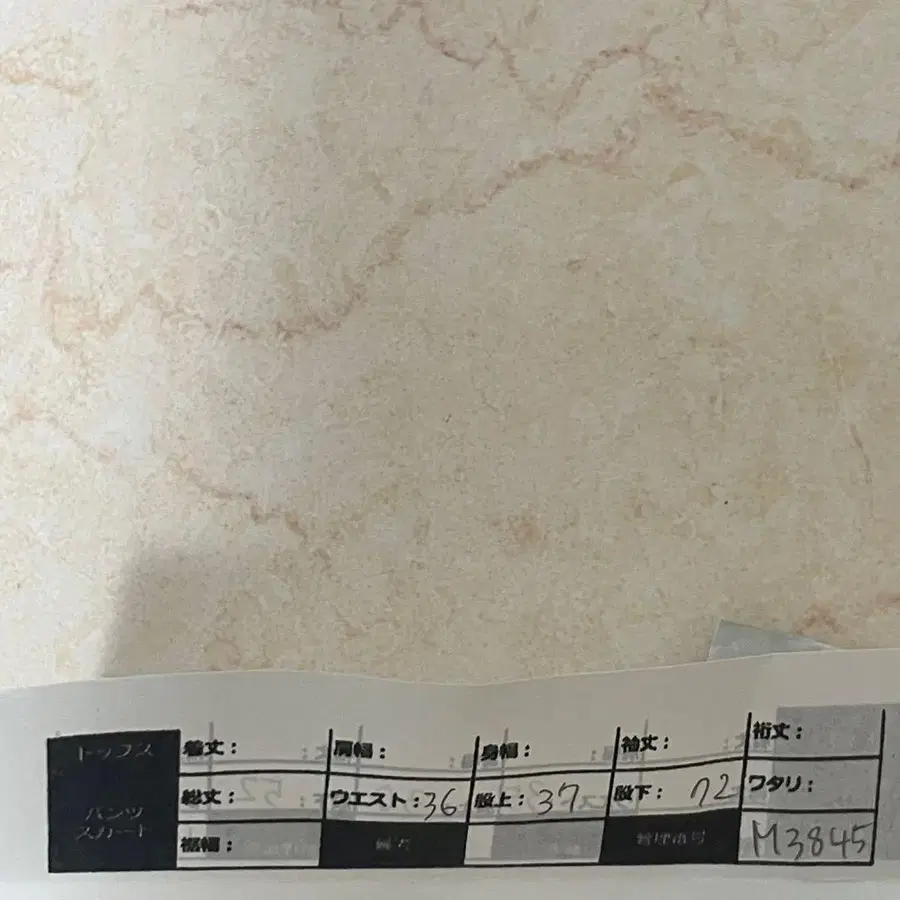 トップス 着丈： 肩幅： 身幅： 袖丈： 裄丈：
パンツ スカート 総丈： ウエスト：36 股上：37 股下：72 ワタリ：
裾幅： 備考 管理番号 M3845